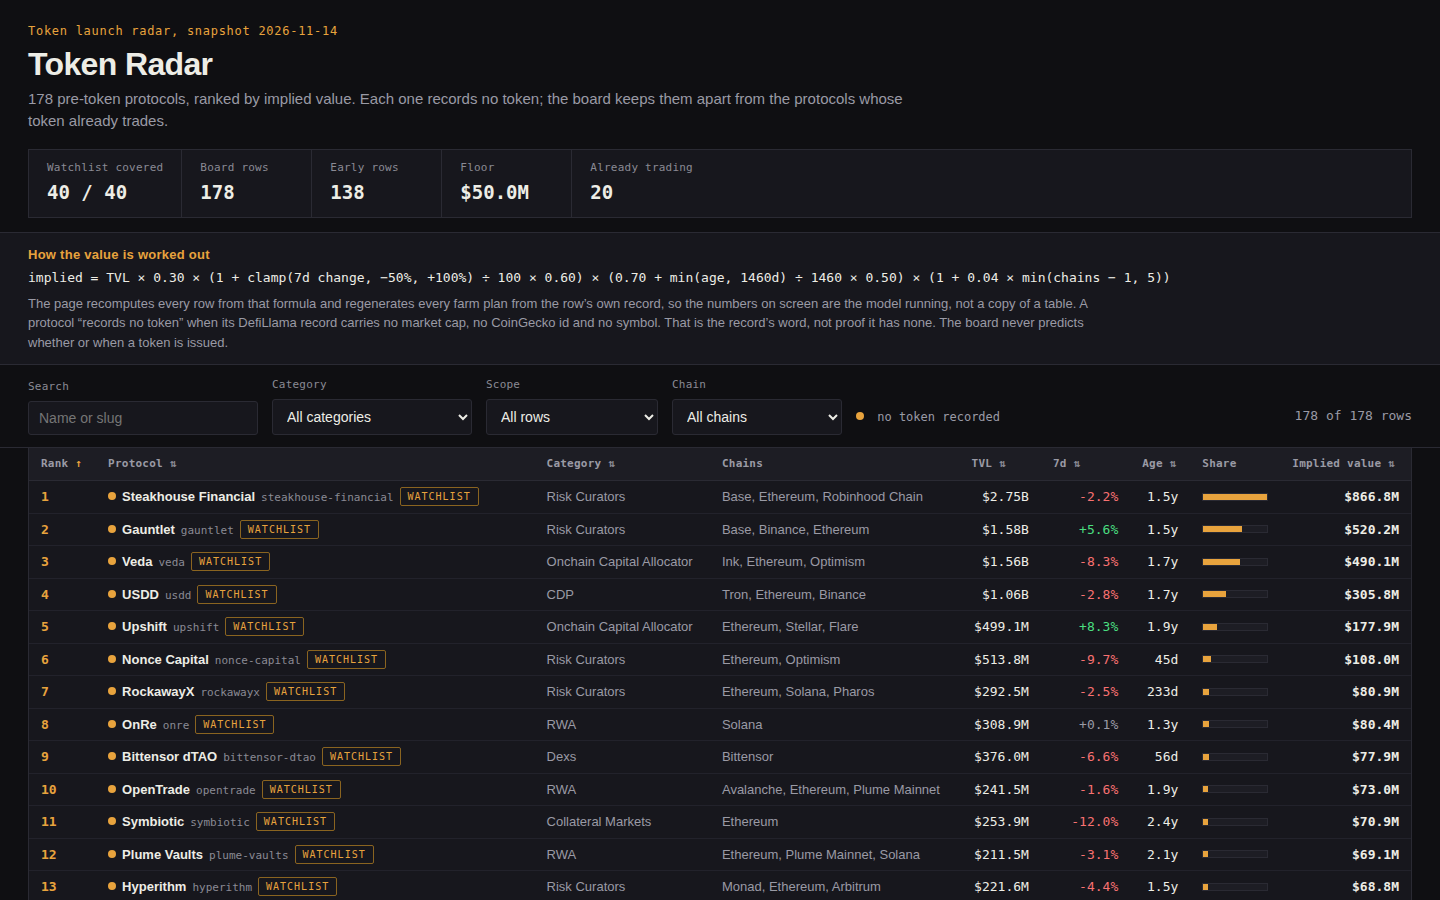 Token launch radar, snapshot 2026-11-14
Token Radar
178 pre-token protocols, ranked by implied value. Each one records no token; the board keeps them apart from the protocols whose
token already trades.
Watchlist covered Board rows Early rows Floor Already trading
40 / 40 178 138 $50.0M 20
How the value is worked out
implied = TVL × 0.30 × (1 + clamp(7d change, −50%, +100%) ÷ 100 × 0.60) × (0.70 + min(age, 1460d) ÷ 1460 × 0.50) × (1 + 0.04 × min(chains − 1, 5))
The page recomputes every row from that formula and regenerates every farm plan from the row’s own record, so the numbers on screen are the model running, not a copy of a table. A
protocol “records no token” when its DefiLlama record carries no market cap, no CoinGecko id and no symbol. That is the record’s word, not proof it has none. The board never predicts
whether or when a token is issued.
Search Category Scope Chain
Name or slug All categories All rows All chains no token recorded 178 of 178 rows
Rank ↑ Protocol ⇅ Category ⇅ Chains TVL ⇅ 7d ⇅ Age ⇅ Share Implied value ⇅
1 Steakhouse Financial steakhouse-financial WATCHLIST Risk Curators Base, Ethereum, Robinhood Chain $2.75B -2.2% 1.5y $866.8M
2 Gauntlet gauntlet WATCHLIST Risk Curators Base, Binance, Ethereum $1.58B +5.6% 1.5y $520.2M
3 Veda veda WATCHLIST Onchain Capital Allocator Ink, Ethereum, Optimism $1.56B -8.3% 1.7y $490.1M
4 USDD usdd WATCHLIST CDP Tron, Ethereum, Binance $1.06B -2.8% 1.7y $305.8M
5 Upshift upshift WATCHLIST Onchain Capital Allocator Ethereum, Stellar, Flare $499.1M +8.3% 1.9y $177.9M
6 Nonce Capital nonce-capital WATCHLIST Risk Curators Ethereum, Optimism $513.8M -9.7% 45d $108.0M
7 RockawayX rockawayx WATCHLIST Risk Curators Ethereum, Solana, Pharos $292.5M -2.5% 233d $80.9M
8 OnRe onre WATCHLIST RWA Solana $308.9M +0.1% 1.3y $80.4M
9 Bittensor dTAO bittensor-dtao WATCHLIST Dexs Bittensor $376.0M -6.6% 56d $77.9M
10 OpenTrade opentrade WATCHLIST RWA Avalanche, Ethereum, Plume Mainnet $241.5M -1.6% 1.9y $73.0M
11 Symbiotic symbiotic WATCHLIST Collateral Markets Ethereum $253.9M -12.0% 2.4y $70.9M
12 Plume Vaults plume-vaults WATCHLIST RWA Ethereum, Plume Mainnet, Solana $211.5M -3.1% 2.1y $69.1M
13 Hyperithm hyperithm WATCHLIST Risk Curators Monad, Ethereum, Arbitrum $221.6M -4.4% 1.5y $68.8M